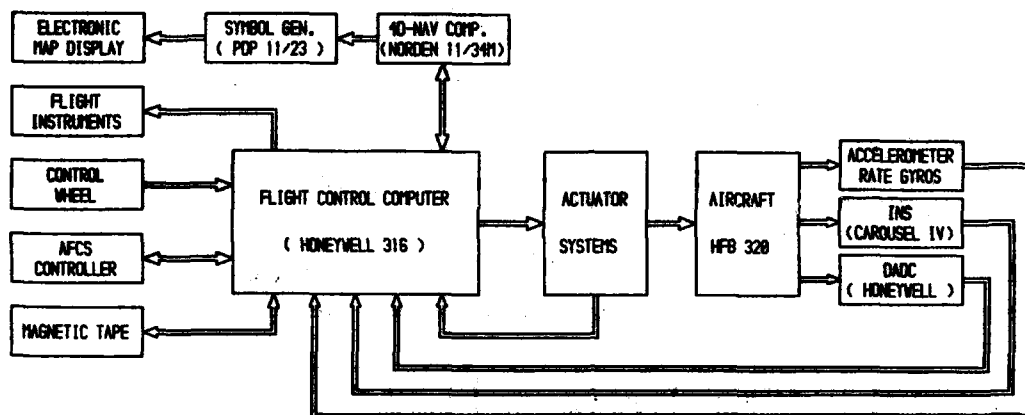 ELECTRONIC
MAP DISPLAY
SYMBOL GEN.
( PDP 11/23 )
4D-NAV COMP.
(NORDEN 11/34M)
FLIGHT
INSTRUMENTS
CONTROL
WHEEL
AFCS
CONTROLLER
MAGNETIC TAPE
FLIGHT CONTROL COMPUTER
( HONEYWELL 316 )
ACTUATOR
SYSTEMS
AIRCRAFT
HFB 320
ACCELEROMETER
RATE GYROS
INS
(CAROUSEL IV)
DADC
( HONEYWELL )